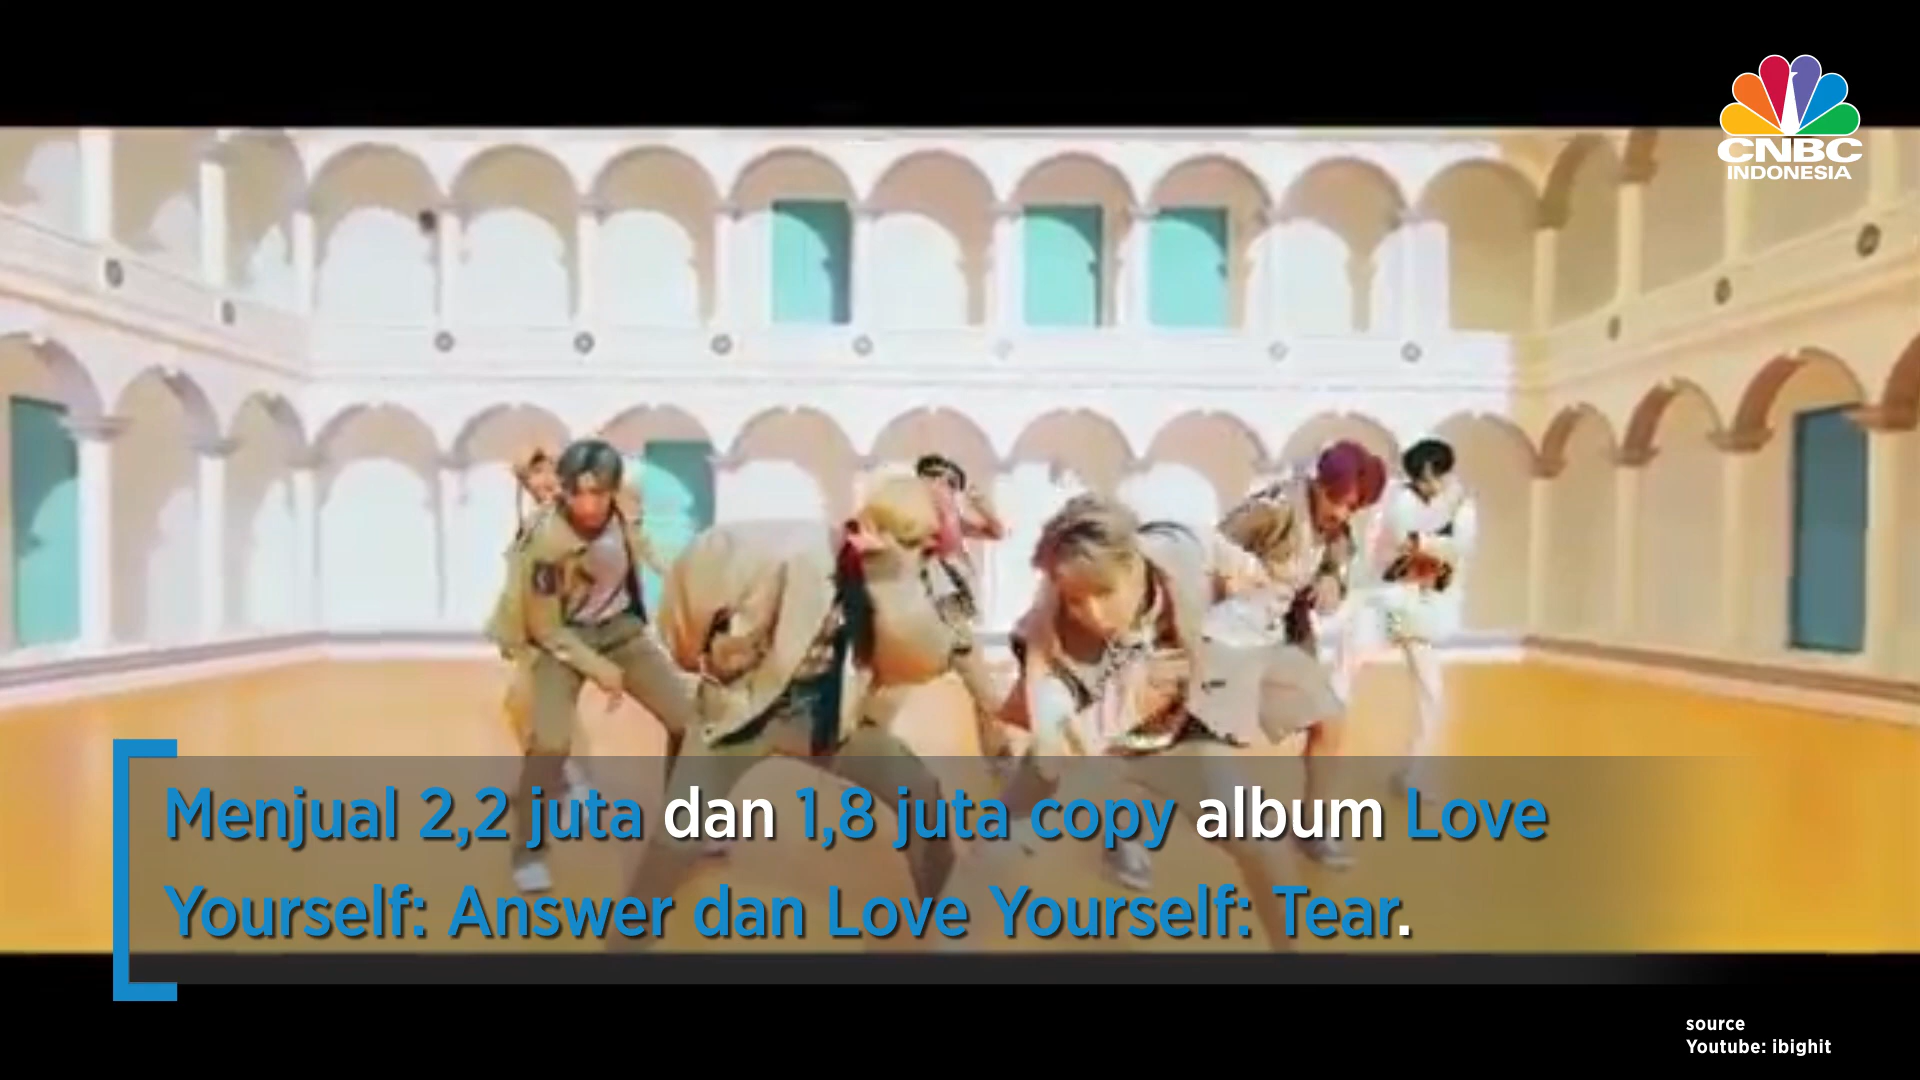 CNBC
INDONESIA
Menjual 2,2 juta dan 1,8 juta copy album Love
Yourself: Answer dan Love Yourself: Tear.
source
Youtube: ibighit